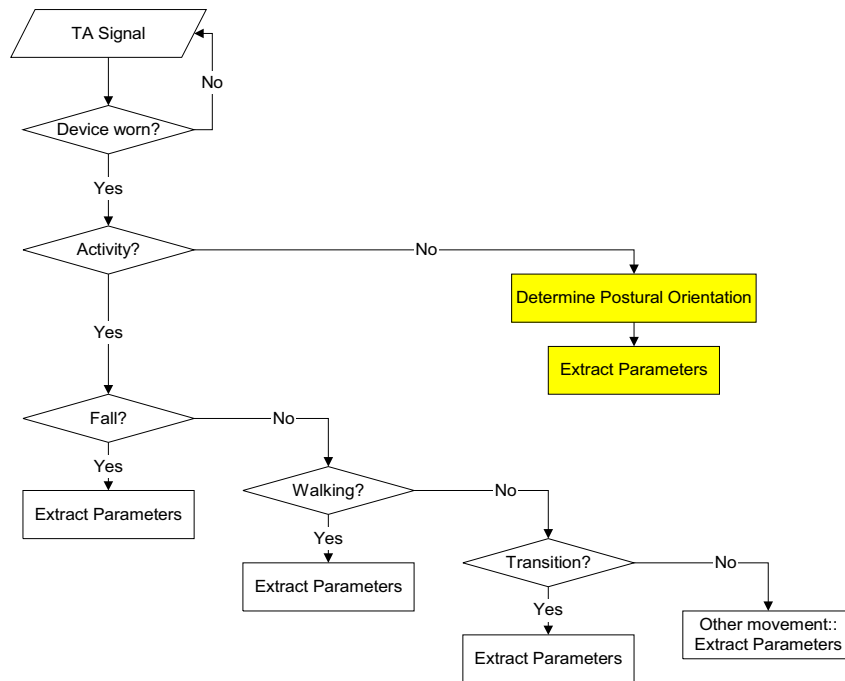 TA Signal
No
Device worn?
Yes
Activity?
No
Determine Postural Orientation
Yes
Extract Parameters
Fall?
No
Yes
Walking?
No
Extract Parameters
Yes
Transition?
No
Extract Parameters
Yes
Other movement::
Extract Parameters
Extract Parameters